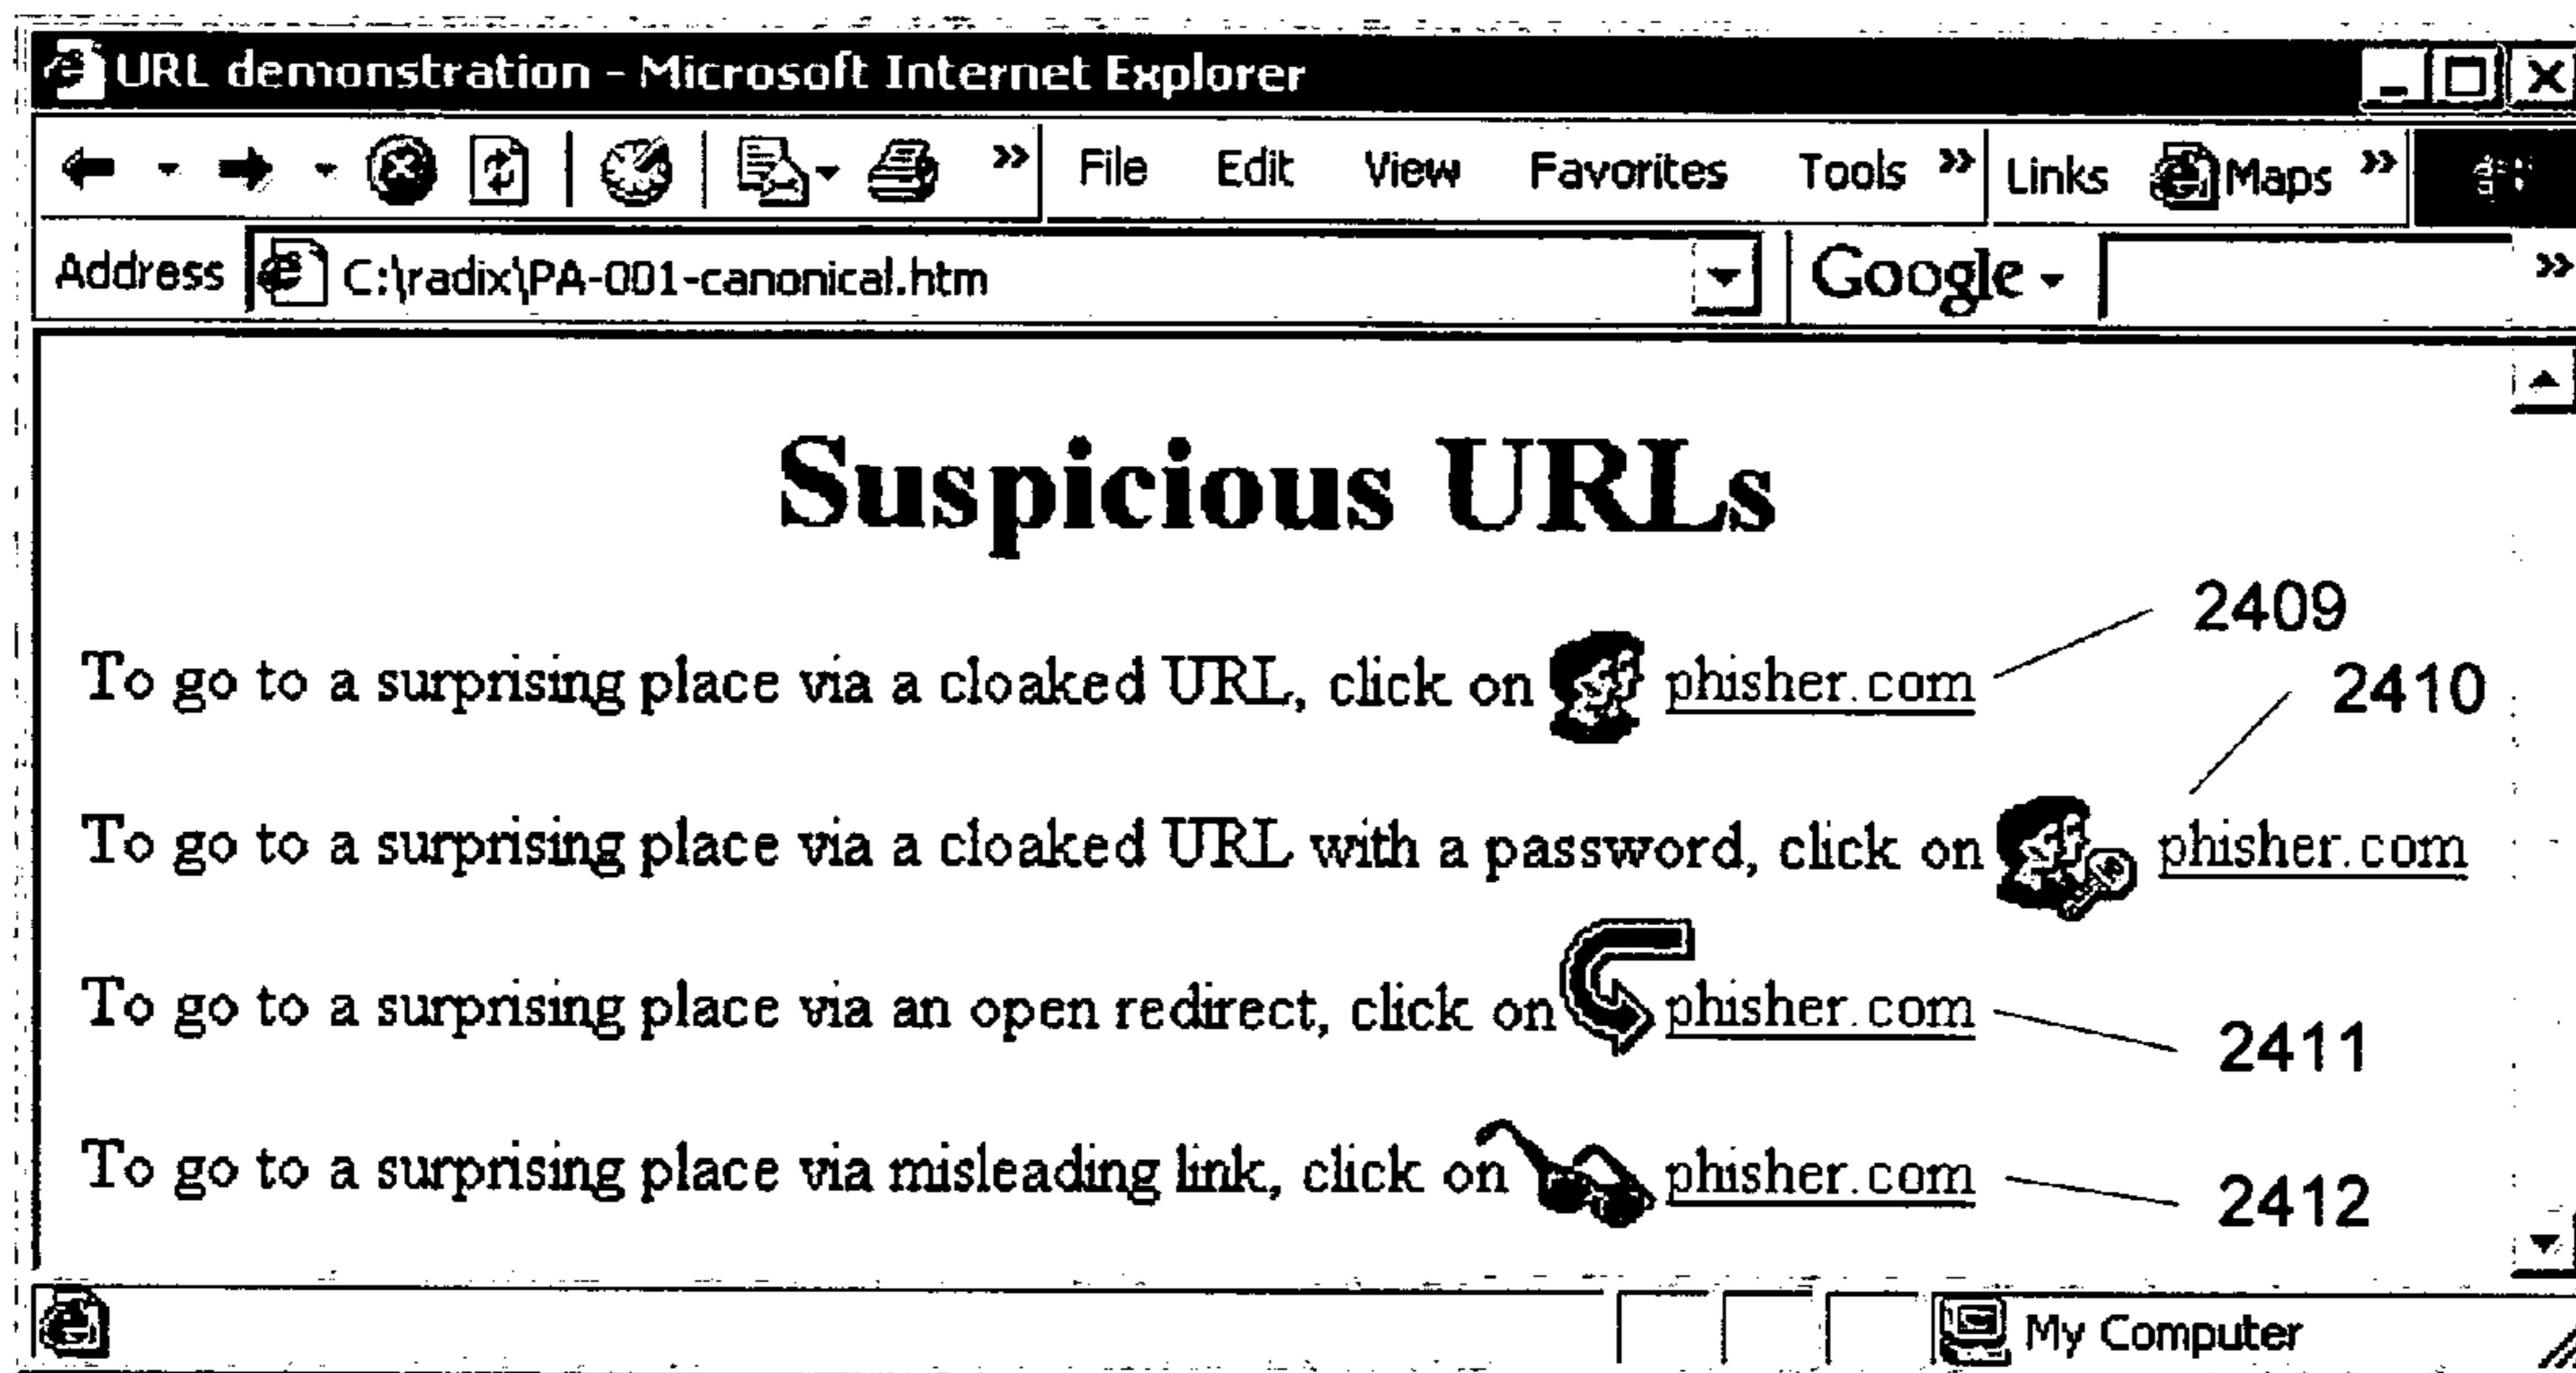 URL demonstration - Microsoft Internet Explorer
» File Edit View Favorites Tools » Links Maps »
Address C:\radix\PA-001-canonical.htm Google »
Suspicious URLs
2409
To go to a surprising place via a cloaked URL, click on phisher.com
2410
To go to a surprising place via a cloaked URL with a password, click on phisher.com
To go to a surprising place via an open redirect, click on phisher.com
2411
To go to a surprising place via misleading link, click on phisher.com
2412
My Computer